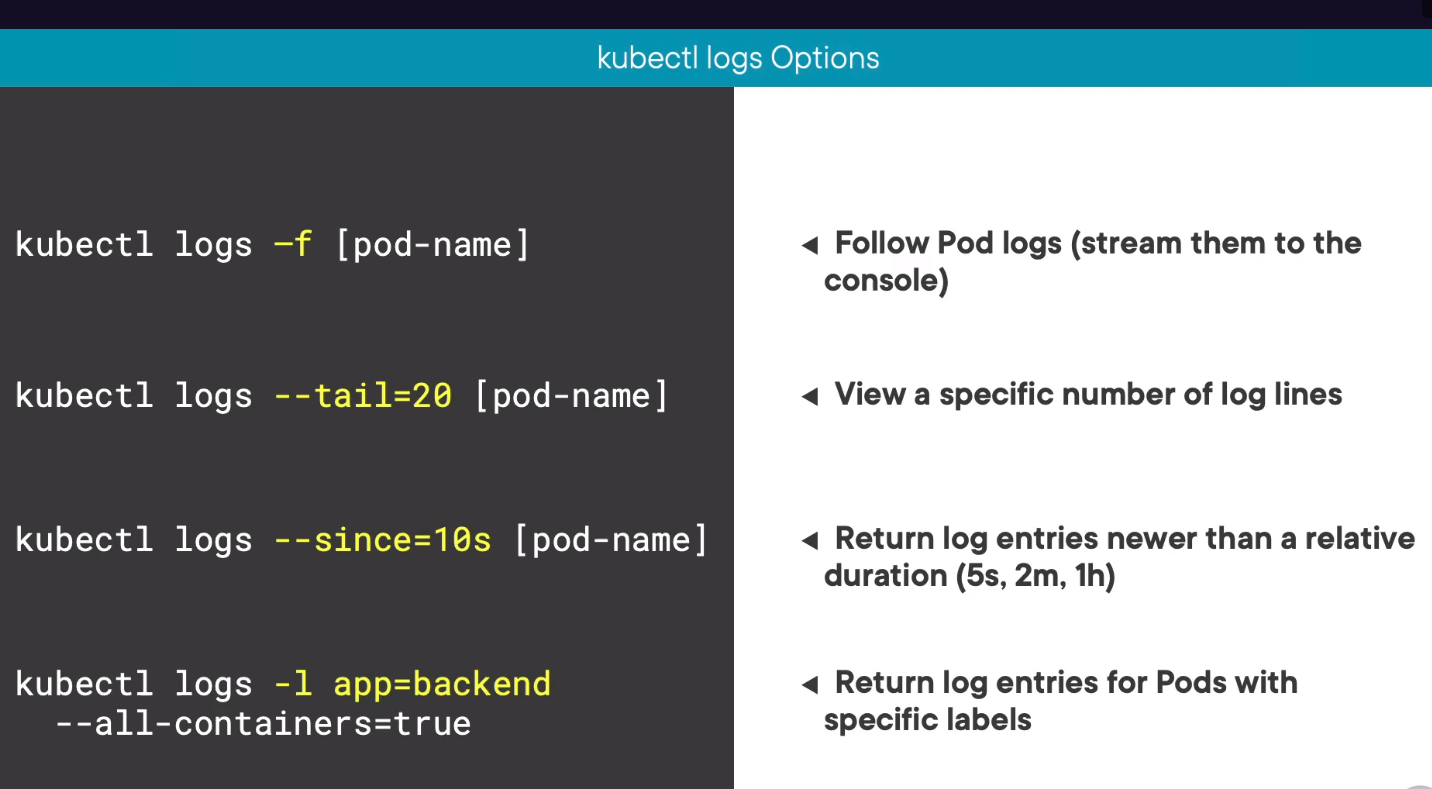 kubectl logs Options
kubectl logs –f [pod-name]
◀ Follow Pod logs (stream them to the
console)
kubectl logs --tail=20 [pod-name]
◀ View a specific number of log lines
kubectl logs --since=10s [pod-name]
◀ Return log entries newer than a relative
duration (5s, 2m, 1h)
kubectl logs -l app=backend
--all-containers=true
◀ Return log entries for Pods with
specific labels